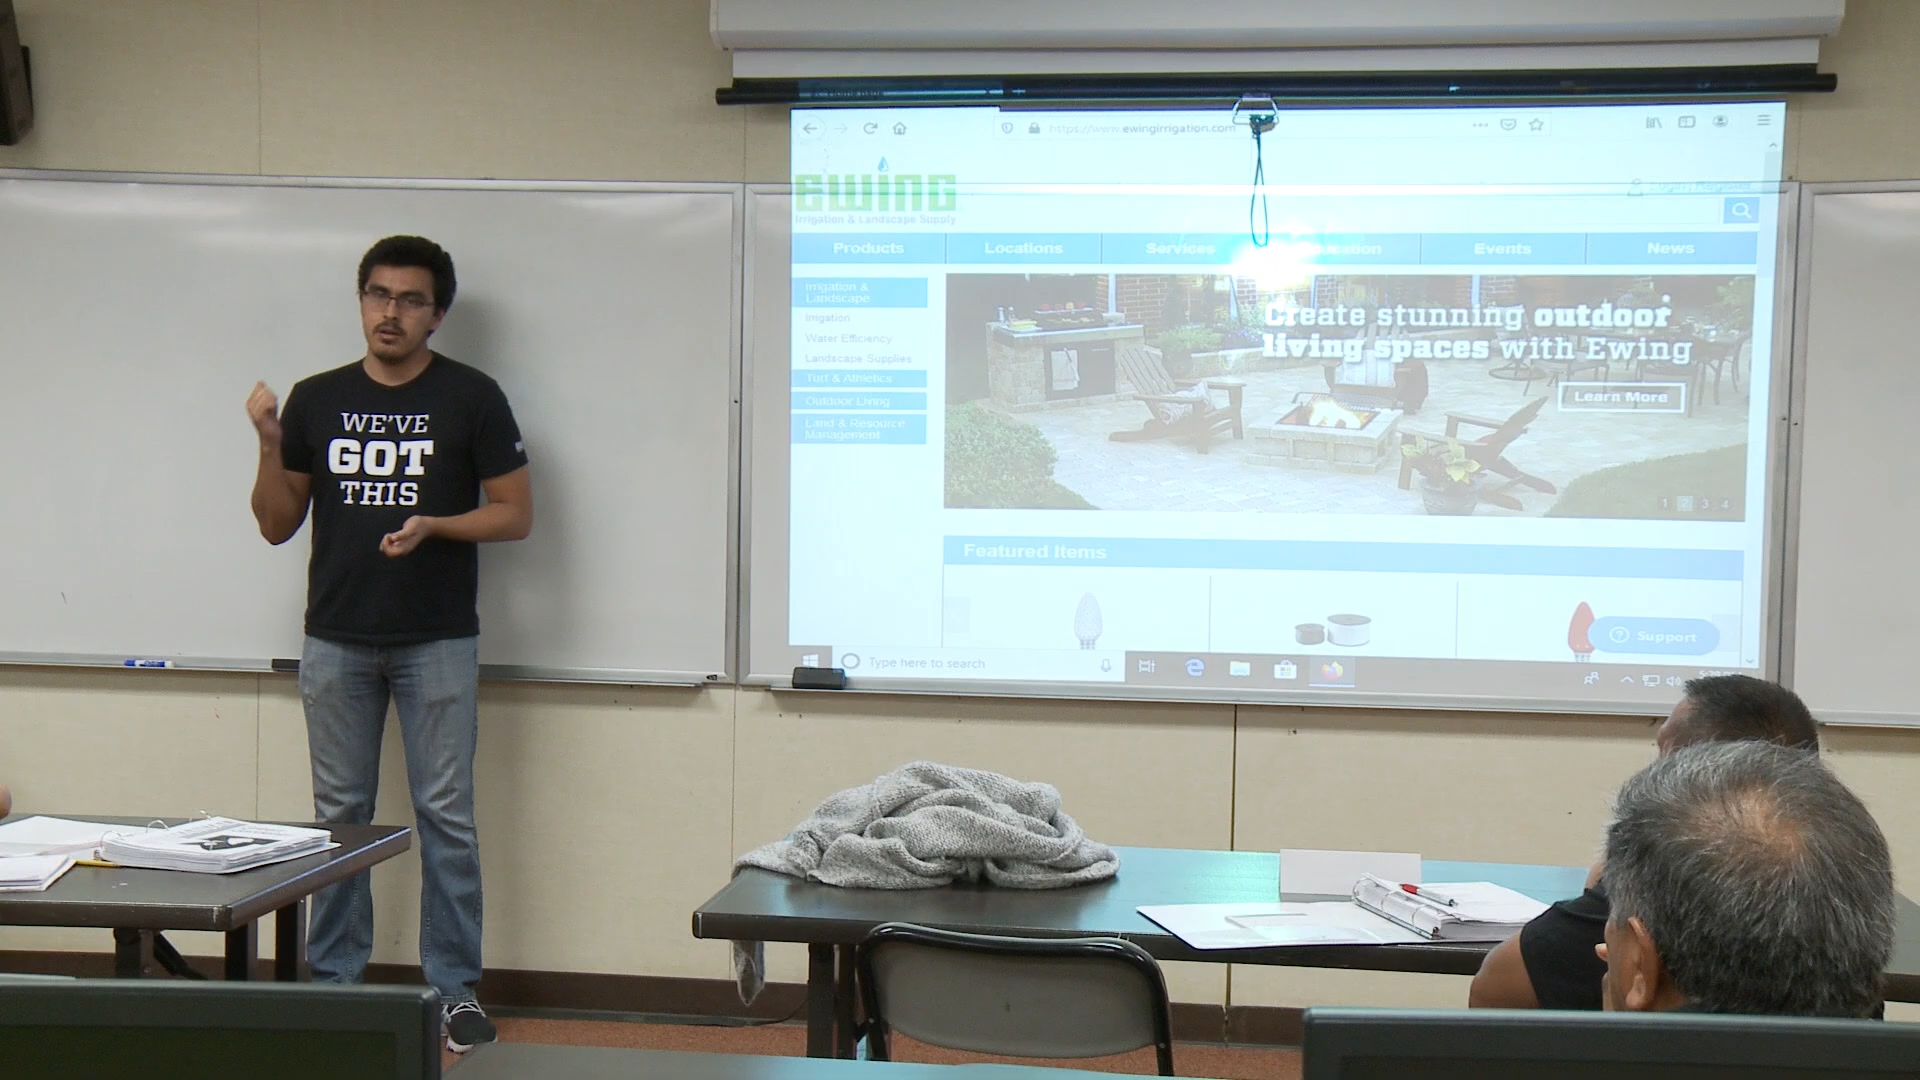 WE'VE
GOT
THIS
https://www.ewingirrigation.com
EWING
Irrigation & Landscape Supply
Products Locations Services Education Events News
Irrigation &
Landscape
Irrigation
Water Efficiency
Landscape Supplies
Turf & Athletics
Outdoor Living
Land & Resource
Management
Create stunning outdoor
living spaces with Ewing
Learn More
1 2 3 4
Featured Items
Support
Type here to search